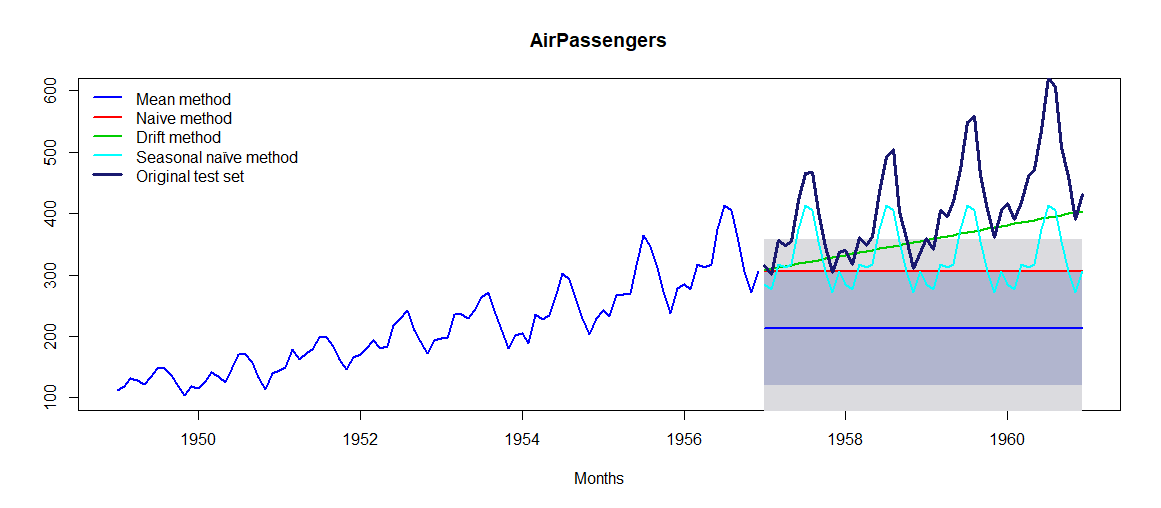 AirPassengers
Mean method
Naive method
Drift method
Seasonal naïve method
Original test set
600
500
400
300
200
100
1950 1952 1954 1956 1958 1960
Months